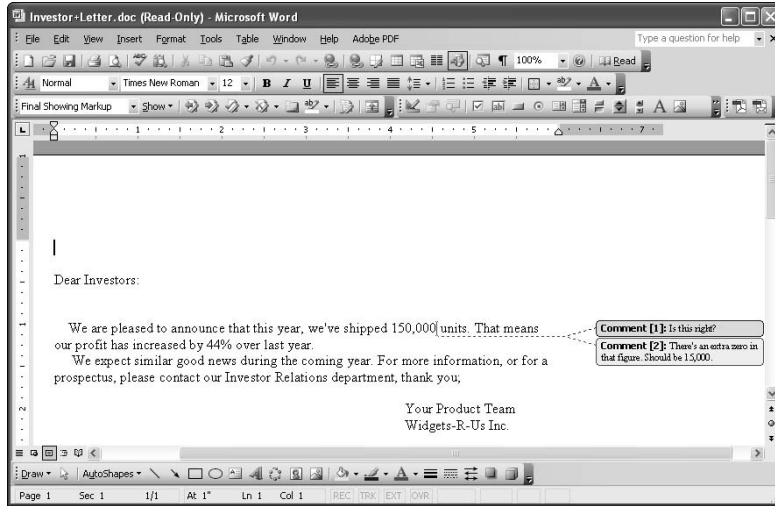 Investor+Letter.doc (Read-Only) - Microsoft Word
File Edit View Insert Format Tools Table Window Help Adobe PDF Type a question for help
100% Read
Normal Times New Roman 12 B I U
Final Showing Markup Show
1 2 3 4 5 7
Dear Investors:
We are pleased to announce that this year, we've shipped 150,000 units. That means
our profit has increased by 44% over last year.
We expect similar good news during the coming year. For more information, or for a
prospectus, please contact our Investor Relations department, thank you;
Your Product Team
Widgets-R-Us Inc.
Comment [1]: Is this right?
Comment [2]: There's an extra zero in
that figure. Should be 15,000.
Draw AutoShapes
Page 1 Sec 1 1/1 At 1" Ln 1 Col 1 REC TRK EXT OVR